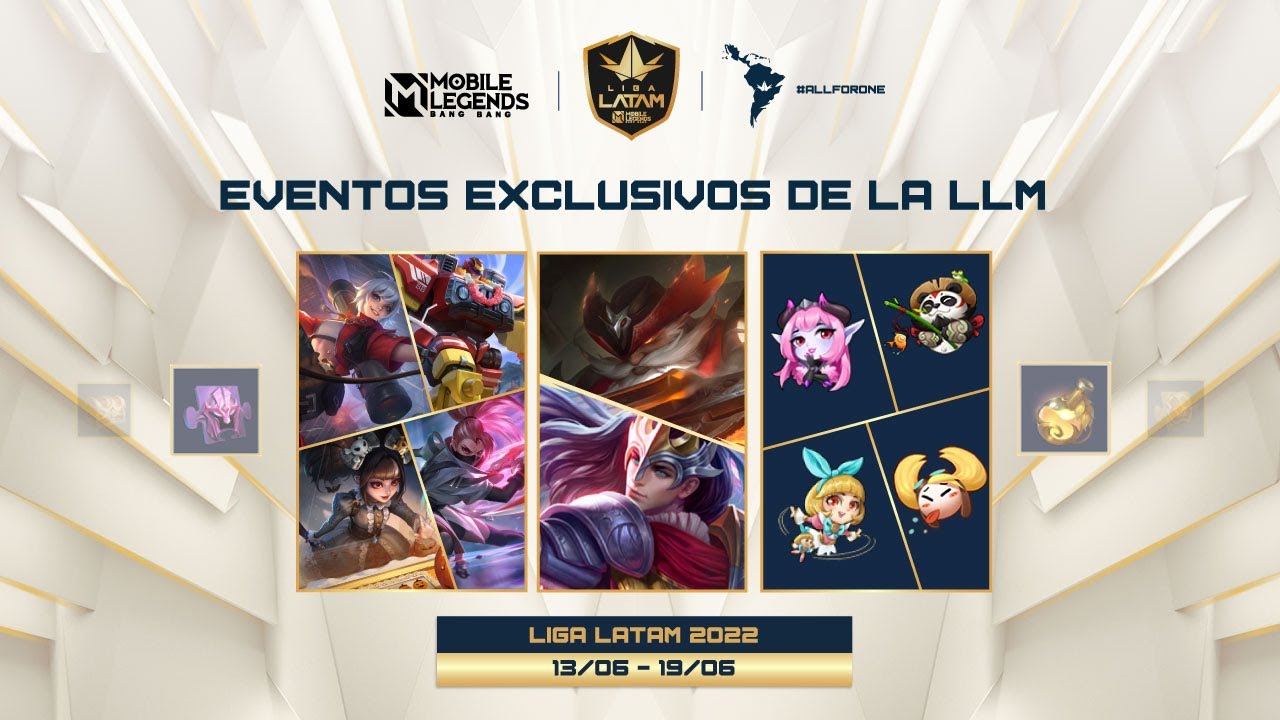 MOBILE
LEGENDS
BANG BANG
LIGA
LATAM
MOBILE
LEGENDS
#ALLFORONE
EVENTOS EXCLUSIVOS DE LA LLM
LIGA LATAM 2022
13/06 - 19/06